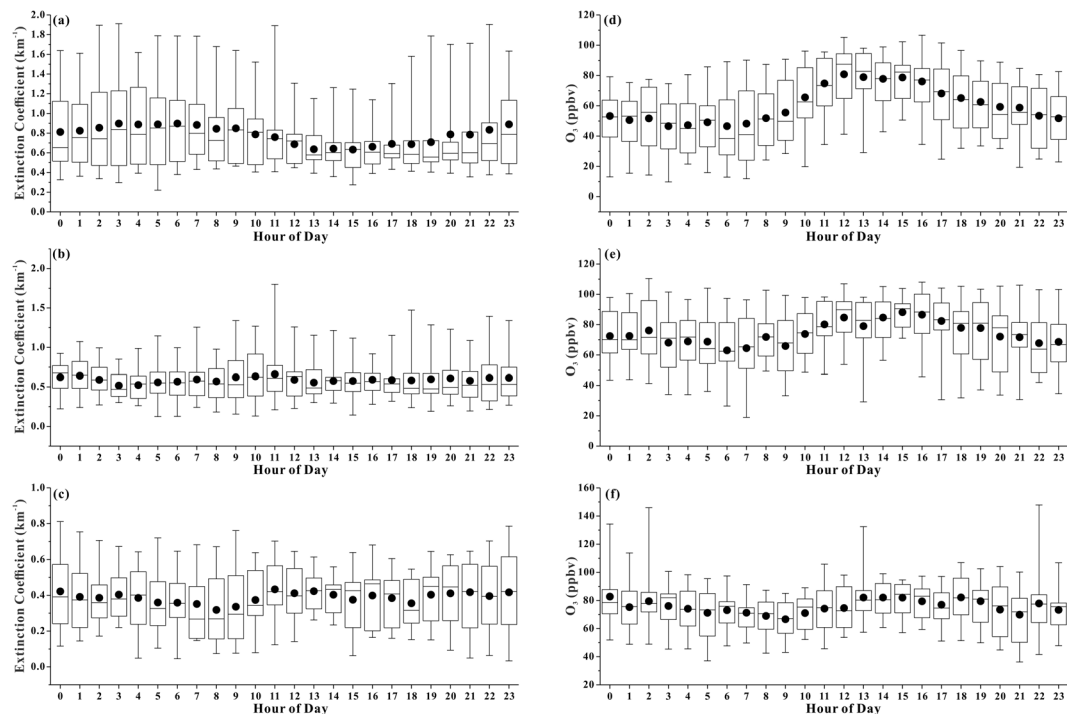 (a)
Extinction Coefficient (km⁻¹)
2.0
1.8
1.6
1.4
1.2
1.0
0.8
0.6
0.4
0.2
0.0
0 1 2 3 4 5 6 7 8 9 10 11 12 13 14 15 16 17 18 19 20 21 22 23
Hour of Day
(b)
Extinction Coefficient (km⁻¹)
2.0
1.5
1.0
0.5
0.0
0 1 2 3 4 5 6 7 8 9 10 11 12 13 14 15 16 17 18 19 20 21 22 23
Hour of Day
(c)
Extinction Coefficient (km⁻¹)
1.0
0.8
0.6
0.4
0.2
0.0
0 1 2 3 4 5 6 7 8 9 10 11 12 13 14 15 16 17 18 19 20 21 22 23
Hour of Day
(d)
O₃ (ppbv)
120
100
80
60
40
20
0
0 1 2 3 4 5 6 7 8 9 10 11 12 13 14 15 16 17 18 19 20 21 22 23
Hour of Day
(e)
O₃ (ppbv)
120
100
80
60
40
20
0
0 1 2 3 4 5 6 7 8 9 10 11 12 13 14 15 16 17 18 19 20 21 22 23
Hour of Day
(f)
O₃ (ppbv)
160
140
120
100
80
60
40
20
0 1 2 3 4 5 6 7 8 9 10 11 12 13 14 15 16 17 18 19 20 21 22 23
Hour of Day